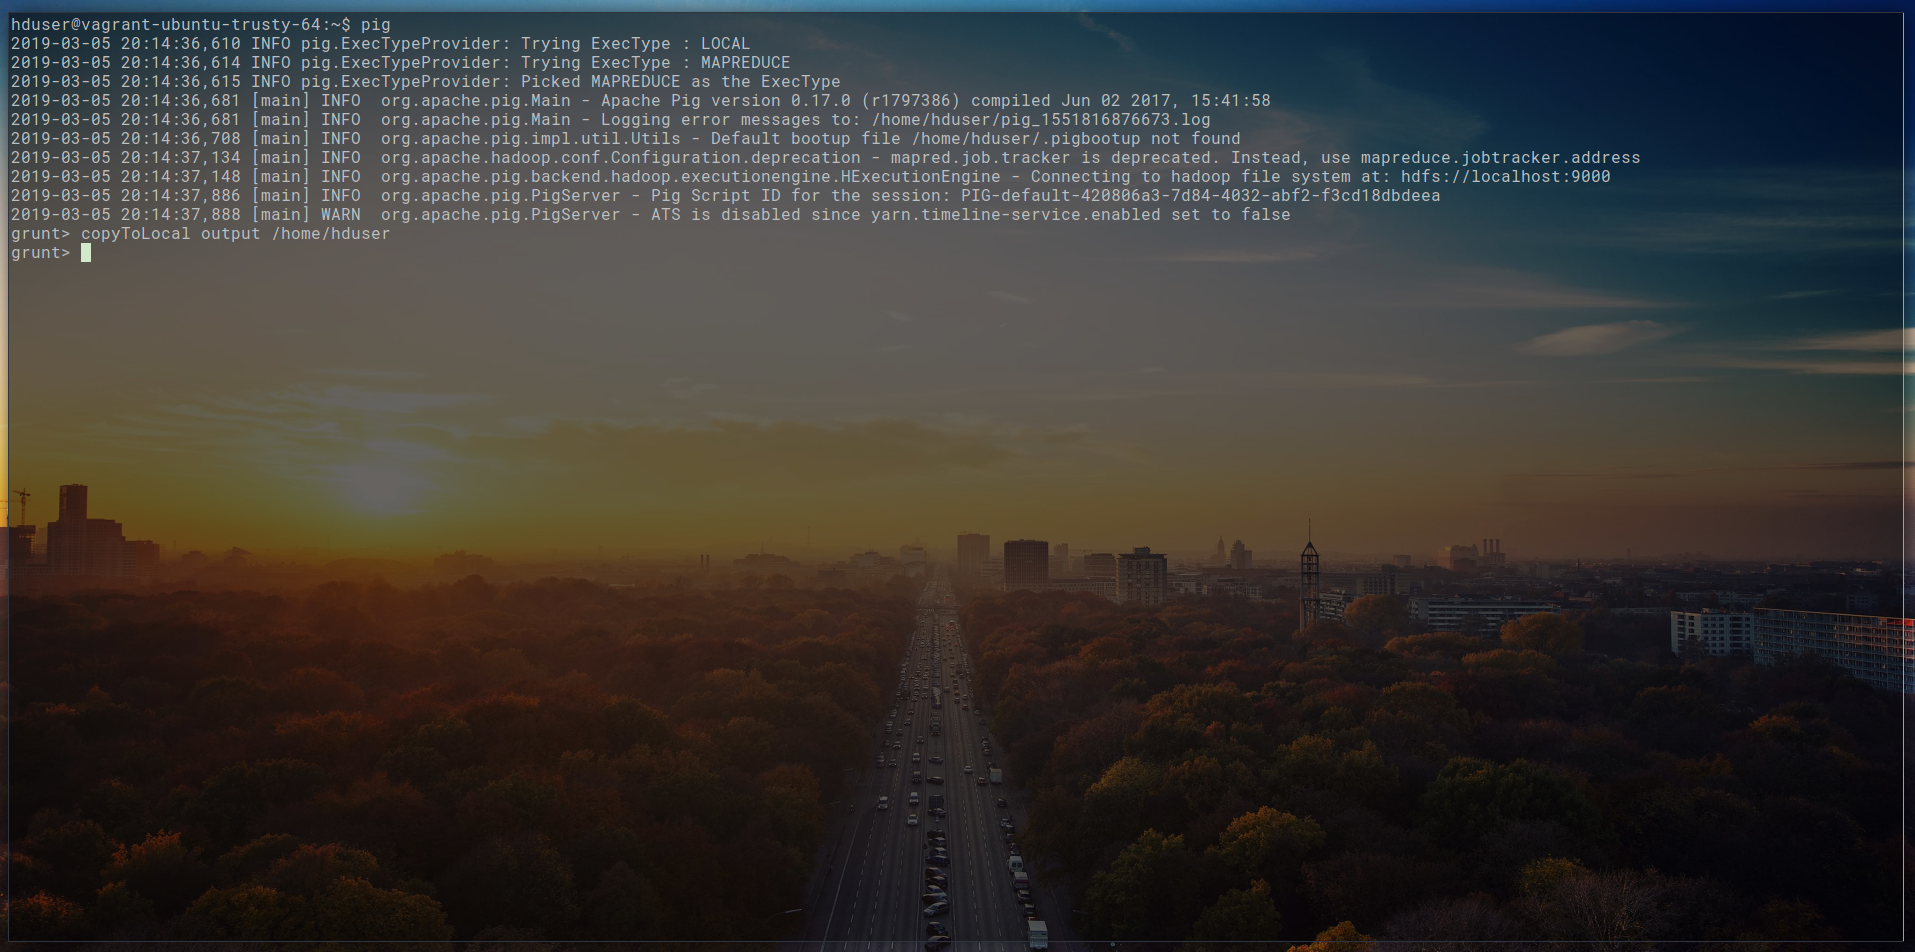 hduser@vagrant-ubuntu-trusty-64:~$ pig
2019-03-05 20:14:36,610 INFO pig.ExecTypeProvider: Trying ExecType : LOCAL
2019-03-05 20:14:36,614 INFO pig.ExecTypeProvider: Trying ExecType : MAPREDUCE
2019-03-05 20:14:36,615 INFO pig.ExecTypeProvider: Picked MAPREDUCE as the ExecType
2019-03-05 20:14:36,681 [main] INFO  org.apache.pig.Main - Apache Pig version 0.17.0 (r1797386) compiled Jun 02 2017, 15:41:58
2019-03-05 20:14:36,681 [main] INFO  org.apache.pig.Main - Logging error messages to: /home/hduser/pig_1551816876673.log
2019-03-05 20:14:36,708 [main] INFO  org.apache.pig.impl.util.Utils - Default bootup file /home/hduser/.pigbootup not found
2019-03-05 20:14:37,134 [main] INFO  org.apache.hadoop.conf.Configuration.deprecation - mapred.job.tracker is deprecated. Instead, use mapreduce.jobtracker.address
2019-03-05 20:14:37,148 [main] INFO  org.apache.pig.backend.hadoop.executionengine.HExecutionEngine - Connecting to hadoop file system at: hdfs://localhost:9000
2019-03-05 20:14:37,886 [main] INFO  org.apache.pig.PigServer - Pig Script ID for the session: PIG-default-420806a3-7d84-4032-abf2-f3cd18dbdeea
2019-03-05 20:14:37,888 [main] WARN  org.apache.pig.PigServer - ATS is disabled since yarn.timeline-service.enabled set to false
grunt> copyToLocal output /home/hduser
grunt>